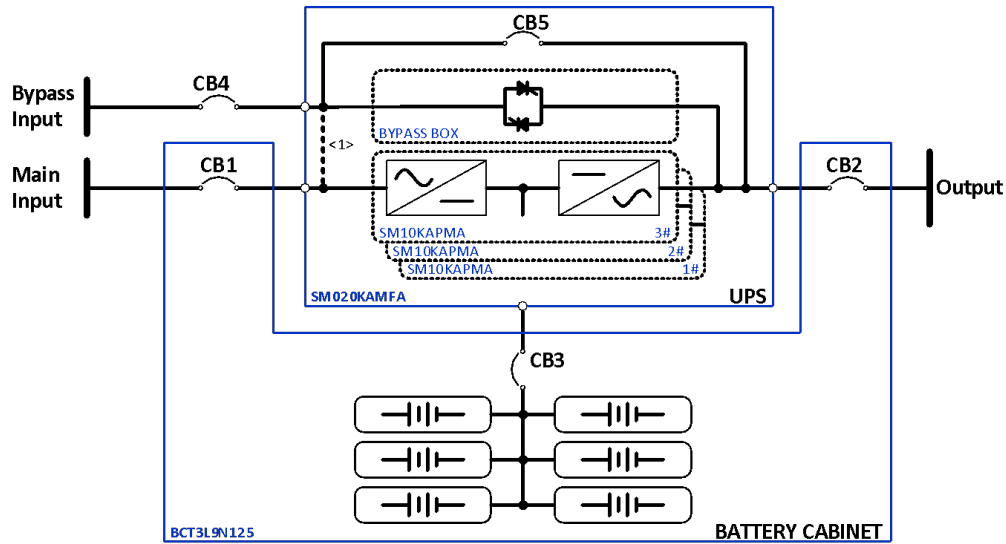 CB5
CB4
Bypass
Input
BYPASS BOX
<1>
Main
Input
CB1
CB2
Output
SM10KAPMA 3#
SM10KAPMA 2#
SM10KAPMA 1#
SM020KAMFA
UPS
CB3
BCT3L9N125
BATTERY CABINET